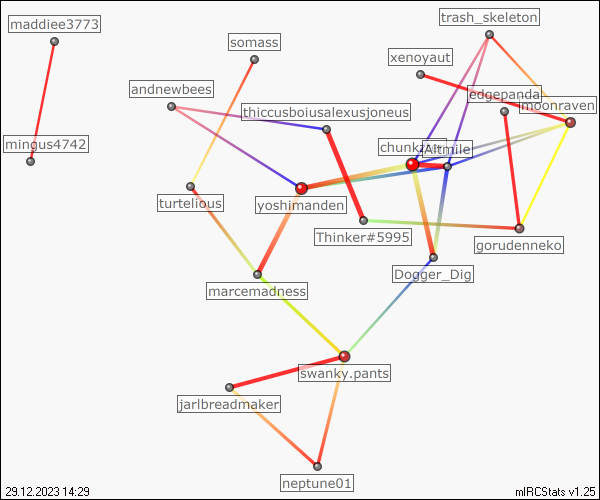 maddiee3773
trash_skeleton
somass
xenoyaut
andnewbees
edgepanda
thiccusboiusalexusjoneus
moonraven
mingus4742
Altmile
turtelious
yoshimanden
Thinker#5995
gorudenneko
Dogger_Dig
marcemadness
swanky.pants
jarlbreadmaker
neptune01
29.12.2023 14:29
mIRCStats v1.25